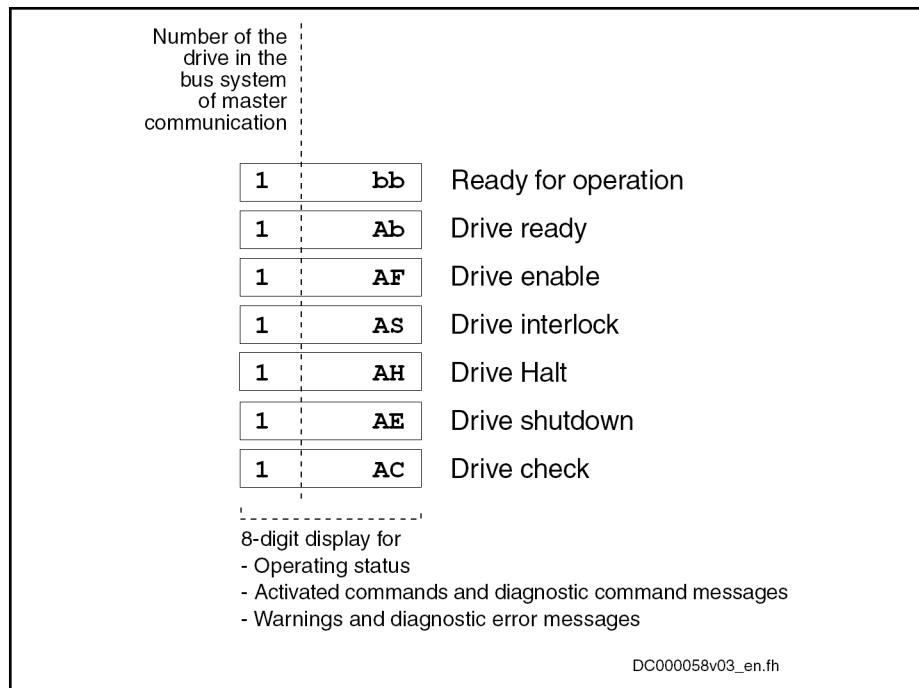 Number of the
drive in the
bus system
of master
communication
1 bb Ready for operation
1 Ab Drive ready
1 AF Drive enable
1 AS Drive interlock
1 AH Drive Halt
1 AE Drive shutdown
1 AC Drive check
8-digit display for
- Operating status
- Activated commands and diagnostic command messages
- Warnings and diagnostic error messages
DC000058v03_en.fh